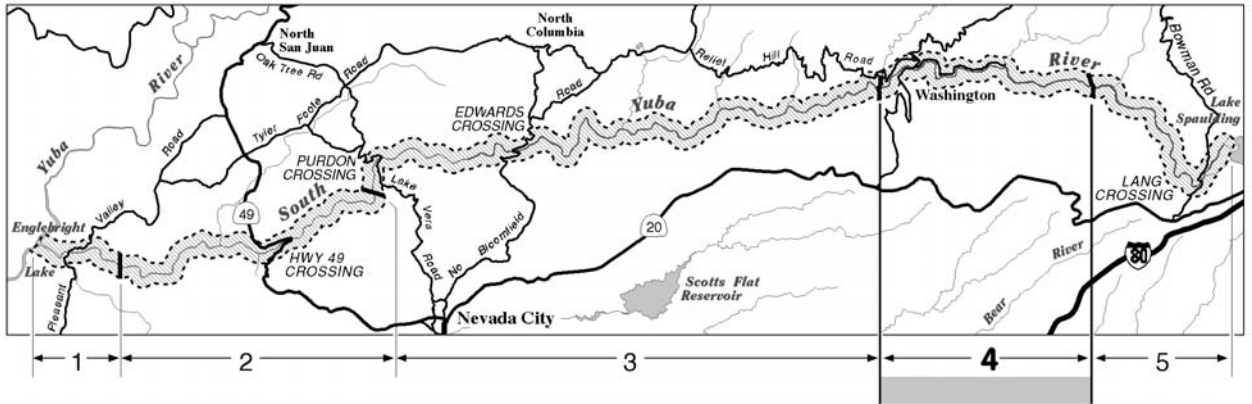 North
San Juan
Oak Tree Rd
Yuba
River
Road
Tyler
Foote
Road
North
Columbia
Road
Relief
Hill
Road
EDWARDS
CROSSING
Yuba
River
Washington
Bowman Rd
Lake
Spaulding
PURDON
CROSSING
South
Lake
Vera
Road
No Bloomfield
49
HWY 49
CROSSING
Englebright
Lake
Pleasant
Valley
20
LANG
CROSSING
80
Bear
River
Scotts Flat
Reservoir
Nevada City
1
2
3
4
5